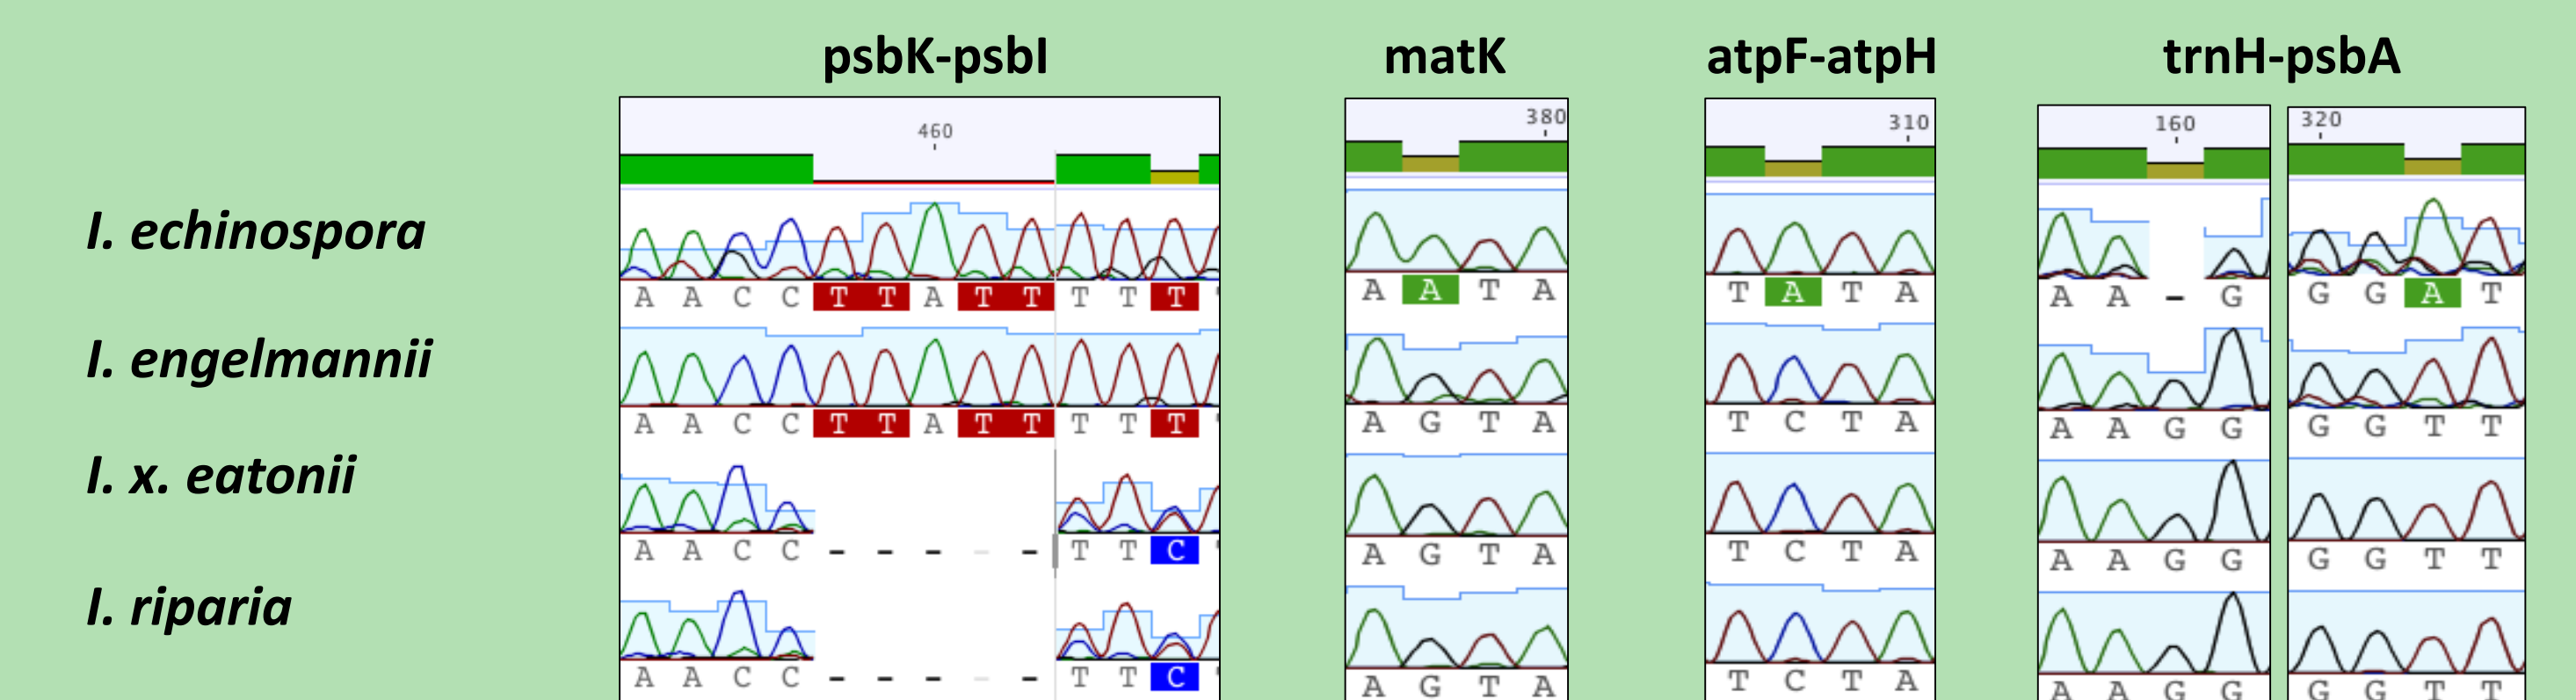 psbK-psbI matK atpF-atpH trnH-psbA
460 380 310 160 320
I. echinospora A A C C T T A T T T T T A A T A T A T A A A - G G G A T
I. engelmannii A A C C T T A T T T T T A G T A T C T A A A G G G G T T
I. x. eatonii A A C C - - - - - T T C A G T A T C T A A A G G G G T T
I. riparia A A C C - - - - - T T C A G T A T C T A A A G G G G T T